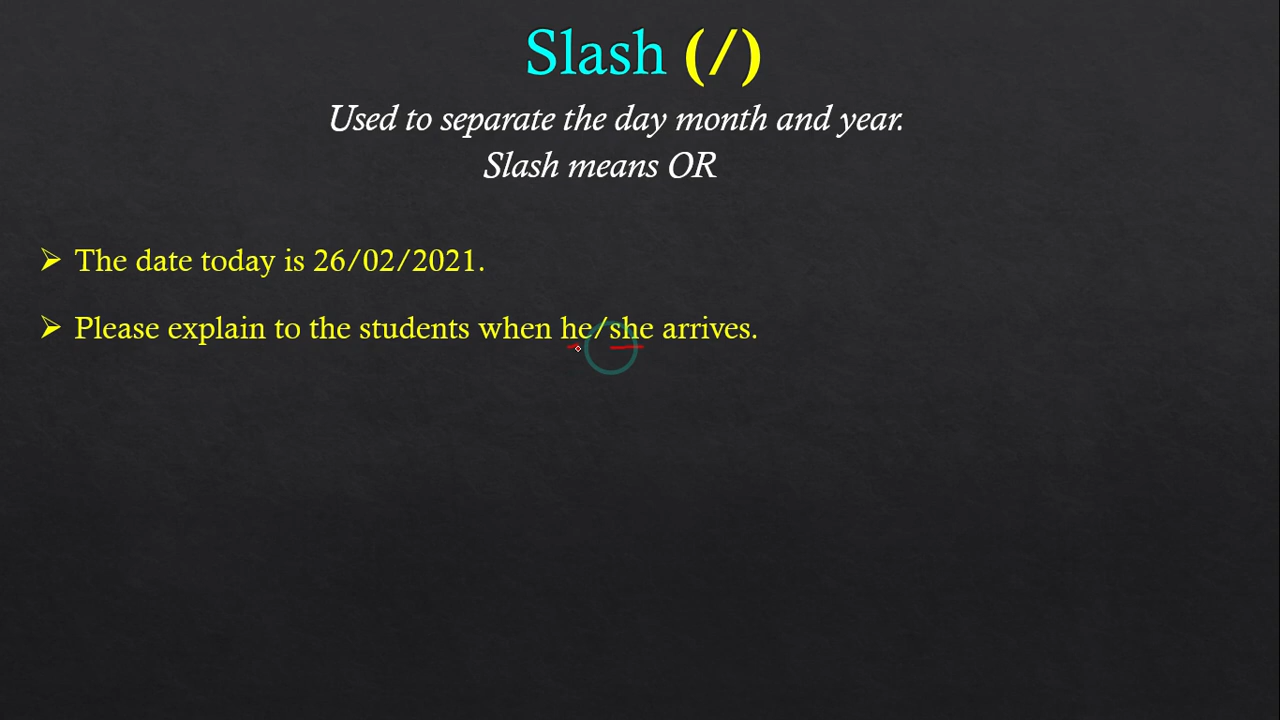 Slash (/)
Used to separate the day month and year.
Slash means OR
The date today is 26/02/2021.
Please explain to the students when he/she arrives.